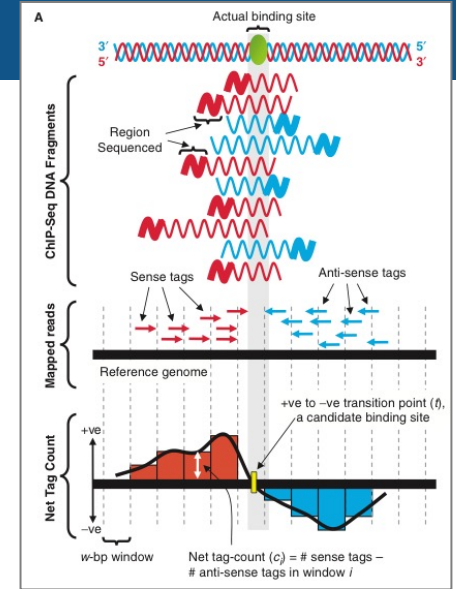 A
Actual binding site
3′
5′
5′
3′
ChIP-Seq DNA Fragments
Region
Sequenced
Sense tags
Anti-sense tags
Mapped reads
Reference genome
+ve to −ve transition point (t),
a candidate binding site
Net Tag Count
+ve
−ve
w-bp window
Net tag-count (cᵢ) = # sense tags –
# anti-sense tags in window i